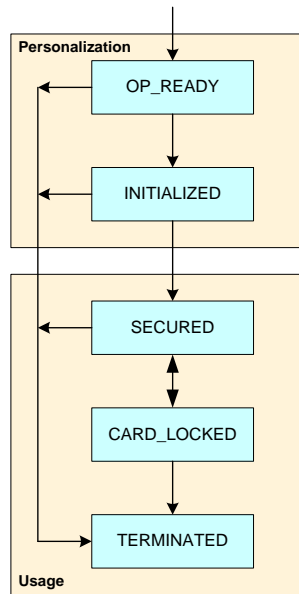 Personalization
OP_READY
INITIALIZED
SECURED
CARD_LOCKED
TERMINATED
Usage